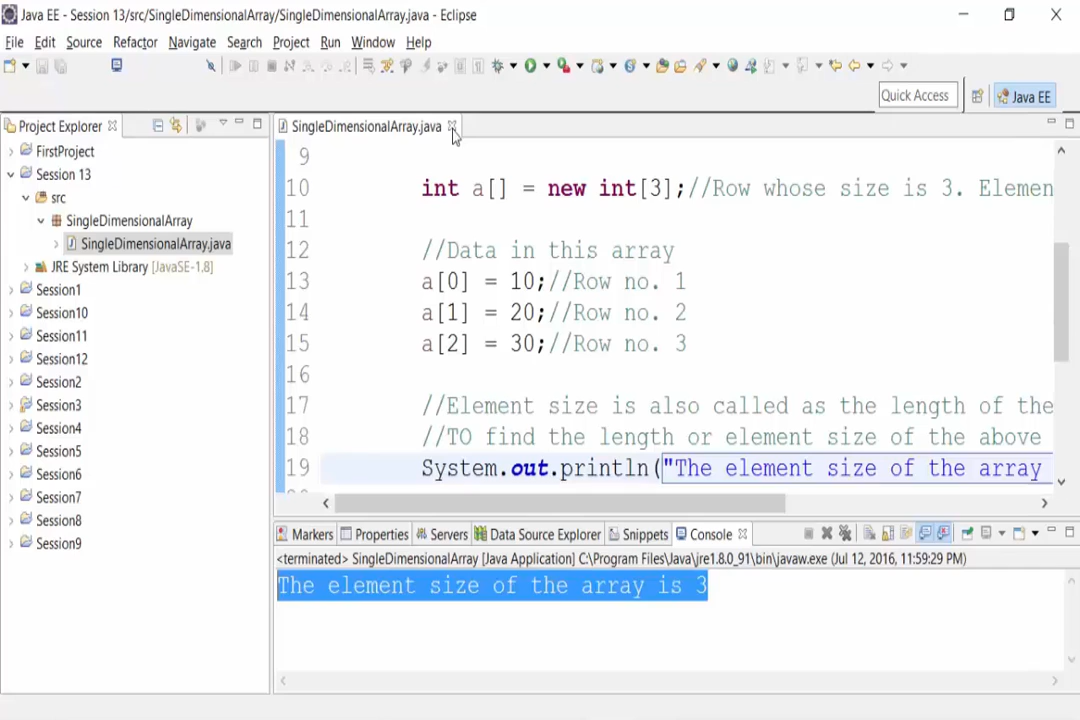 Java EE - Session 13/src/SingleDimensionalArray/SingleDimensionalArray.java - Eclipse
File Edit Source Refactor Navigate Search Project Run Window Help
Quick Access
Java EE
Project Explorer
FirstProject
Session 13
src
SingleDimensionalArray
SingleDimensionalArray.java
JRE System Library [JavaSE-1.8]
Session1
Session10
Session11
Session12
Session2
Session3
Session4
Session5
Session6
Session7
Session8
Session9
SingleDimensionalArray.java
9
10 int a[] = new int[3];//Row whose size is 3. Elemen
11
12 //Data in this array
13 a[0] = 10;//Row no. 1
14 a[1] = 20;//Row no. 2
15 a[2] = 30;//Row no. 3
16
17 //Element size is also called as the length of the
18 //TO find the length or element size of the above
19 System.out.println("The element size of the array
Markers Properties Servers Data Source Explorer Snippets Console
<terminated> SingleDimensionalArray [Java Application] C:\Program Files\Java\jre1.8.0_91\bin\javaw.exe (Jul 12, 2016, 11:59:29 PM)
The element size of the array is 3